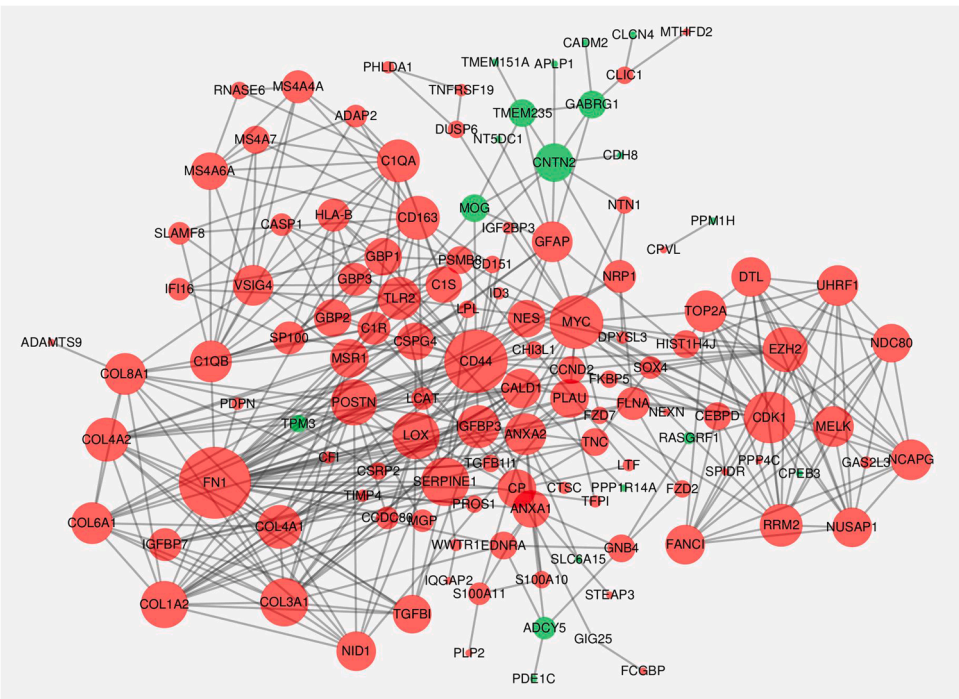 CLCN4
MTHFD2
CADM2
TMEM151A
APLP1
PHLDA1
CLIC1
RNASE6
MS4A4A
TNFRSF19
GABRG1
ADAP2
TMEM235
DUSP6
MS4A7
NT5DC1
C1QA
CNTN2
CDH8
MS4A6A
NTN1
MOG
HLA-B
CD163
PPM1H
CASP1
IGF2BP3
SLAMF8
GFAP
CPVL
GBP1
PSMB8
CD151
NRP1
DTL
GBP3
VSIG4
C1S
UHRF1
IFI16
TLR2
ID3
LPL
TOP2A
GBP2
NES
MYC
C1R
SP100
DPYSL3
CSPG4
HIST1H4J
ADAMTS9
NDC80
CHI3L1
EZH2
MSR1
C1QB
CD44
SOX4
COL8A1
CCND2
FKBP5
CALD1
PLAU
LCAT
POSTN
PDPN
FLNA
NEXN
FZD7
CEBPD
CDK1
TPM3
IGFBP3
MELK
LOX
ANXA2
COL4A2
RASGRF1
TNC
CFI
TGFB1I1
LTF
PPP4C
GAS2L3
NCAPG
CSRP2
SPIDR
CPEB3
FN1
SERPINE1
CP
CTSC
PPP1R14A
FZD2
TIMP4
PROS1
TFPI
ANXA1
CCDC80
MGP
COL6A1
COL4A1
RRM2
NUSAP1
IGFBP7
WWTR1
EDNRA
GNB4
FANCI
SLC6A15
IQGAP2
S100A10
S100A11
STEAP3
COL1A2
COL3A1
TGFBI
ADCY5
GIG25
NID1
PLP2
FCGBP
PDE1C